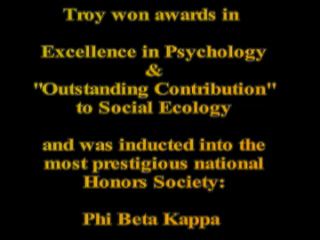 Troy won awards in
Excellence in Psychology
&
"Outstanding Contribution"
to Social Ecology
and was inducted into the
most prestigious national
Honors Society:
Phi Beta Kappa